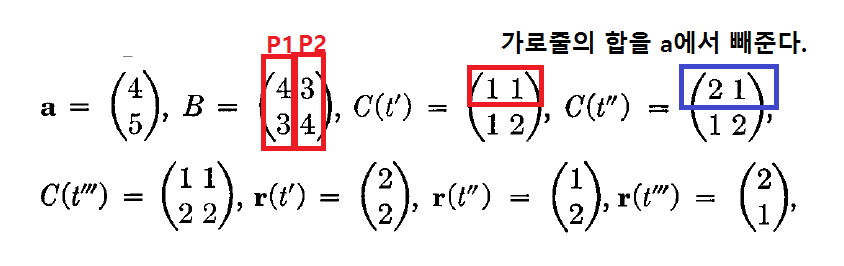 P1 P2 가로줄의 합을 a에서 빼준다.
a = (4 5), B = (4 3 3 4), C(t′) = (1 1 1 2), C(t″) = (2 1 1 2),
C(t‴) = (1 1 2 2), r(t′) = (2 2), r(t″) = (1 2), r(t‴) = (2 1),